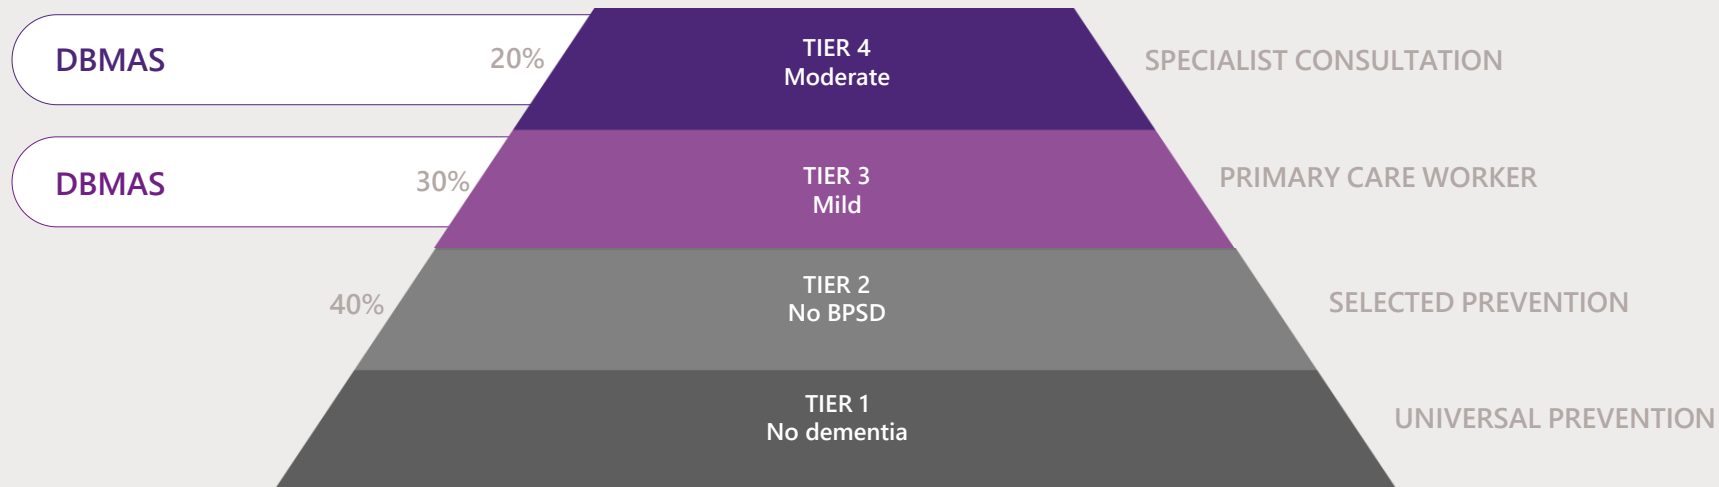 DBMAS
20%
TIER 4
Moderate
SPECIALIST CONSULTATION
DBMAS
30%
TIER 3
Mild
PRIMARY CARE WORKER
40%
TIER 2
No BPSD
SELECTED PREVENTION
TIER 1
No dementia
UNIVERSAL PREVENTION